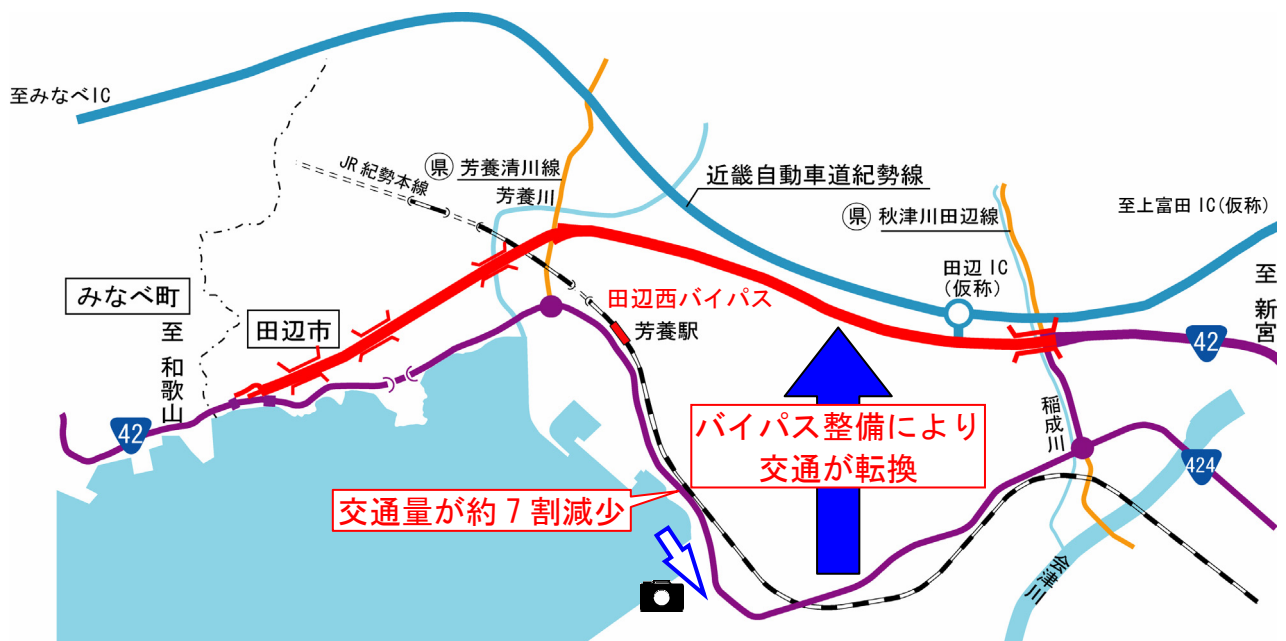 至みなべIC
JR紀勢本線
県 芳養清川線
芳養川
近畿自動車道紀勢線
県 秋津川田辺線
至上富田 IC(仮称)
田辺 IC
(仮称)
至 新宮
みなべ町
至 和歌山
田辺市
田辺西バイパス
芳養駅
42
42
バイパス整備により
交通が転換
稲成川
424
交通量が約7割減少
会津川